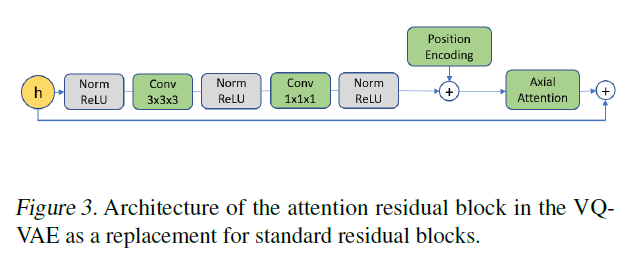 Position
Encoding
h
Norm
ReLU
Conv
3x3x3
Norm
ReLU
Conv
1x1x1
Norm
ReLU
+
Axial
Attention
+
Figure 3. Architecture of the attention residual block in the VQ-
VAE as a replacement for standard residual blocks.